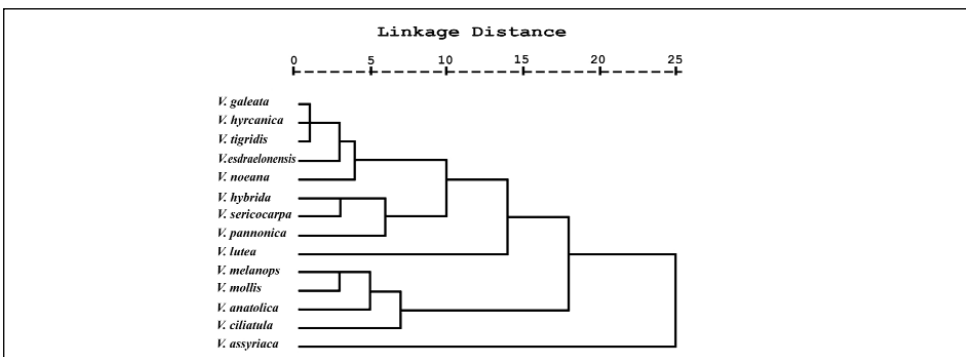 Linkage Distance
0 5 10 15 20 25
V. galeata
V. hyrcanica
V. tigridis
V.esdraelonensis
V. noeana
V. hybrida
V. sericocarpa
V. pannonica
V. lutea
V. melanops
V. mollis
V. anatolica
V. ciliatula
V. assyriaca